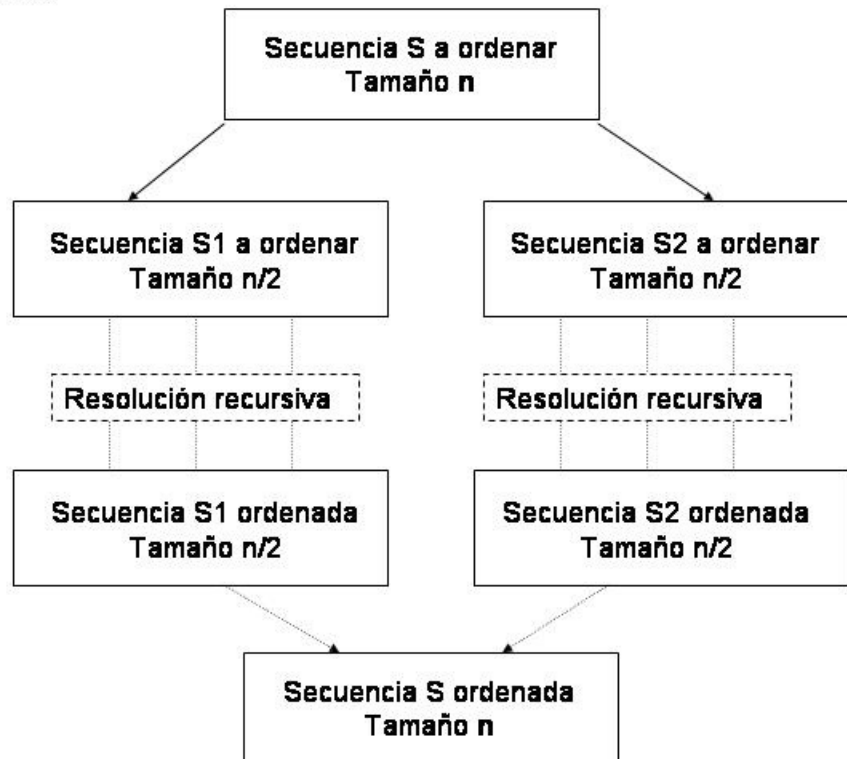 Secuencia S a ordenar
Tamaño n
Secuencia S1 a ordenar
Tamaño n/2
Secuencia S2 a ordenar
Tamaño n/2
Resolución recursiva
Resolución recursiva
Secuencia S1 ordenada
Tamaño n/2
Secuencia S2 ordenada
Tamaño n/2
Secuencia S ordenada
Tamaño n